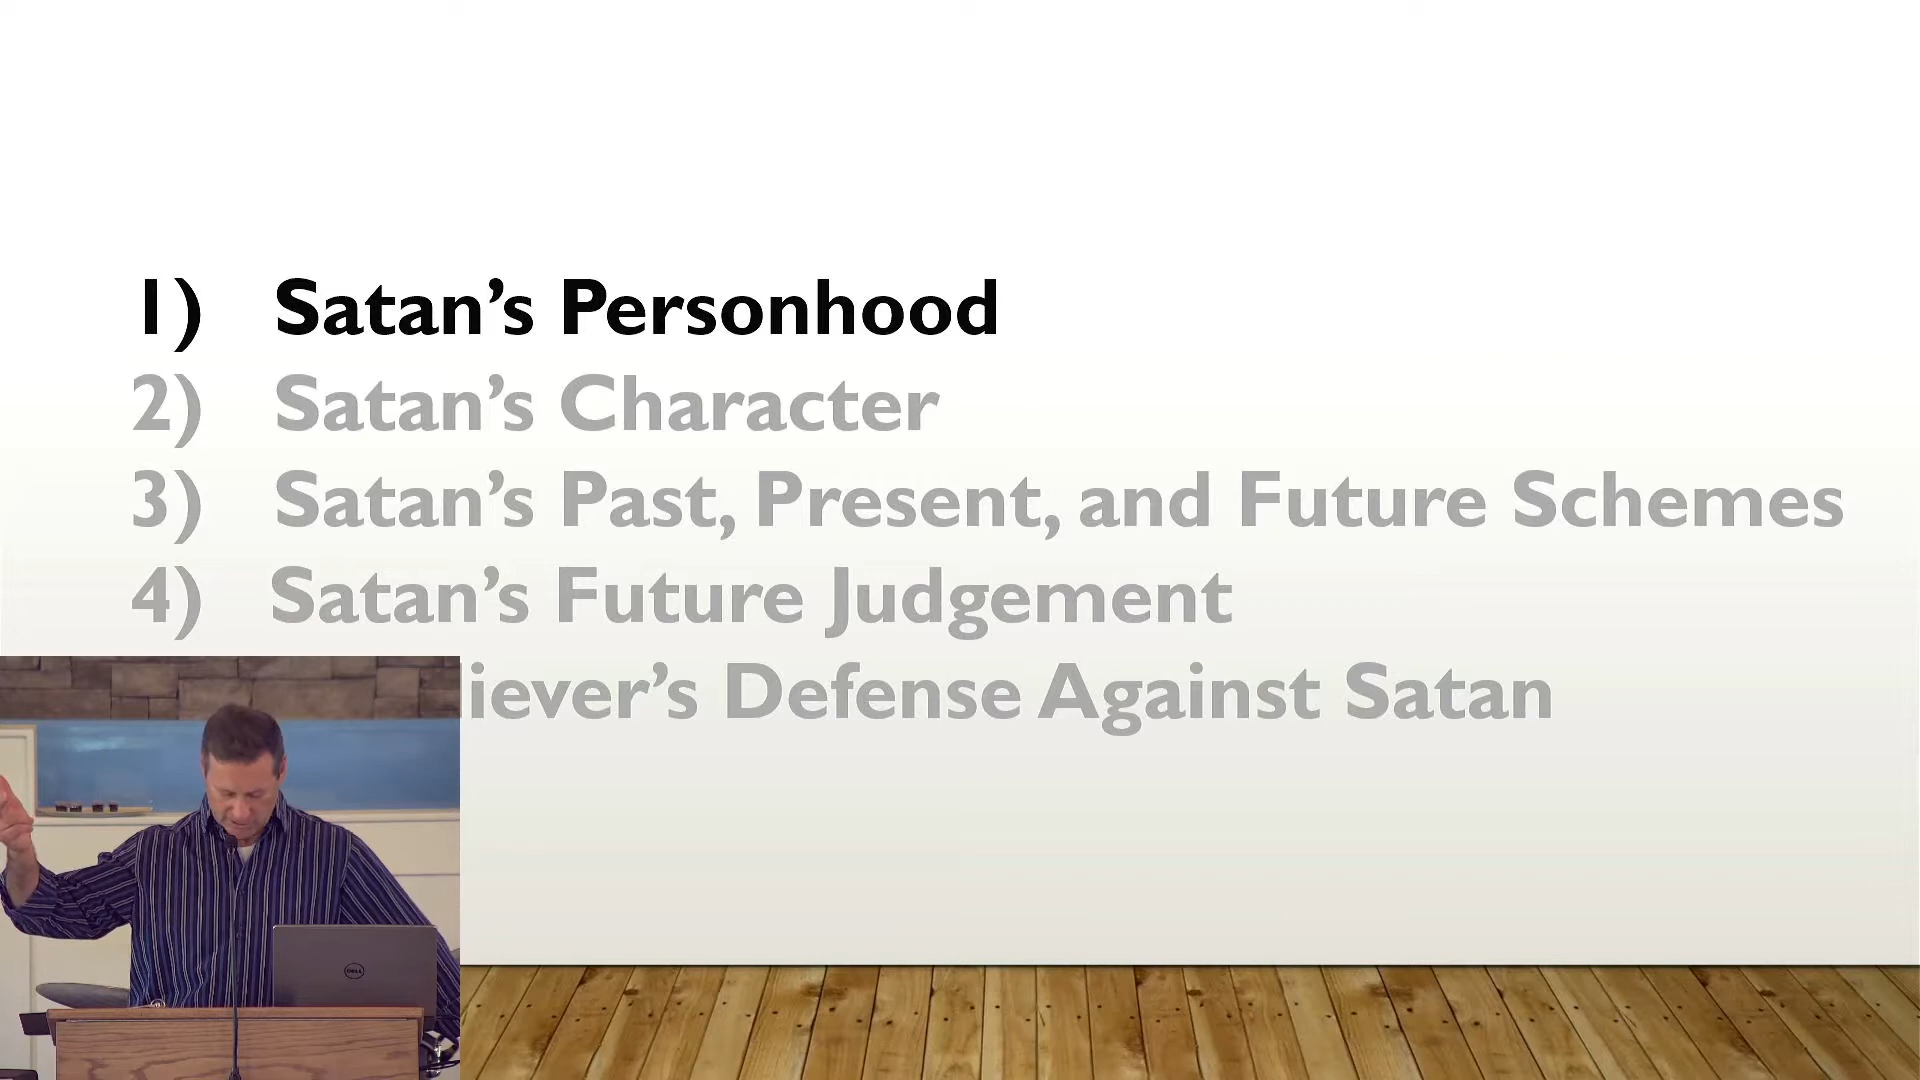 1) Satan’s Personhood
2) Satan’s Character
3) Satan’s Past, Present, and Future Schemes
4) Satan’s Future Judgement
Defense Against Satan
DELL